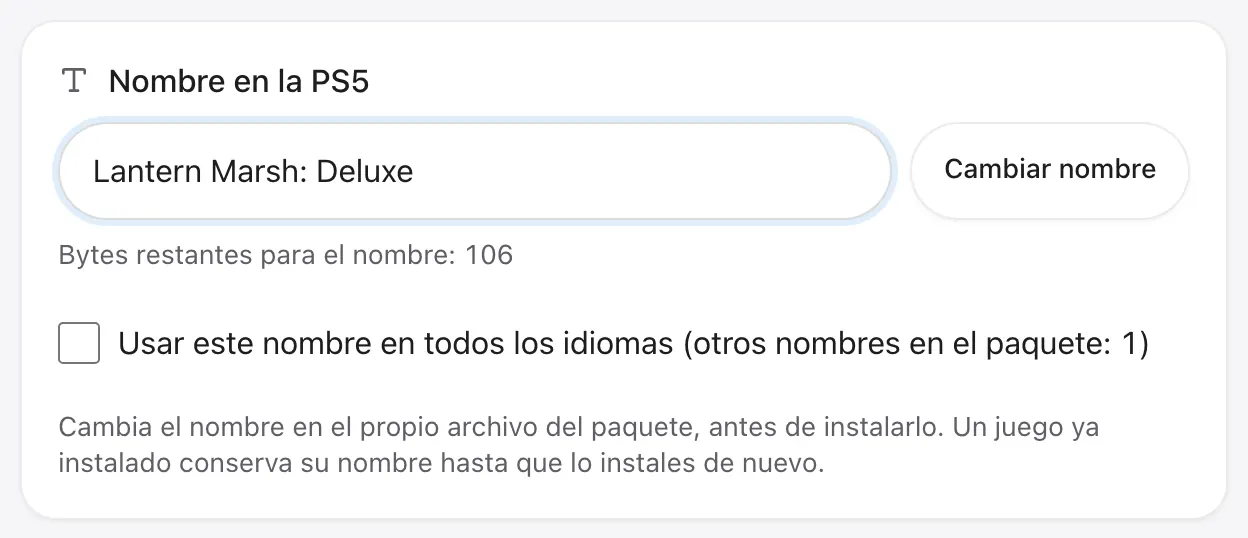 Nombre en la PS5
Lantern Marsh: Deluxe
Cambiar nombre
Bytes restantes para el nombre: 106
Usar este nombre en todos los idiomas (otros nombres en el paquete: 1)
Cambia el nombre en el propio archivo del paquete, antes de instalarlo. Un juego ya
instalado conserva su nombre hasta que lo instales de nuevo.